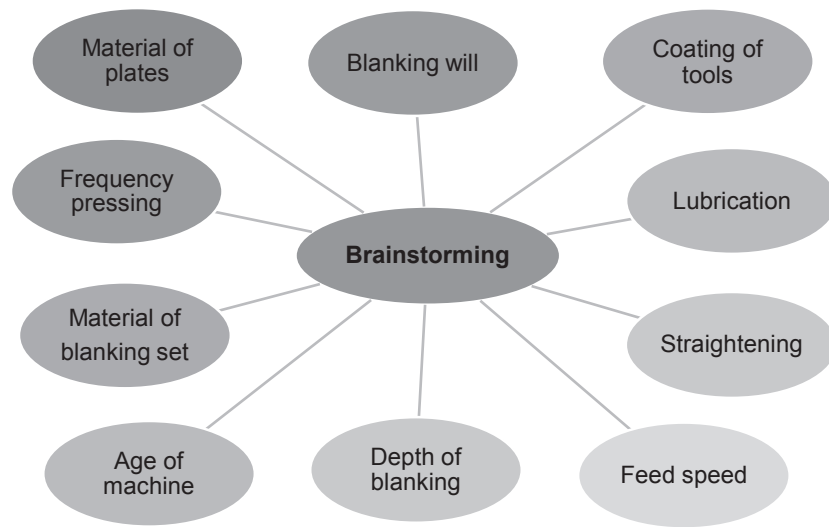 Material of
plates
Blanking will
Coating of
tools
Frequency
pressing
Lubrication
Brainstorming
Material of
blanking set
Straightening
Age of
machine
Depth of
blanking
Feed speed